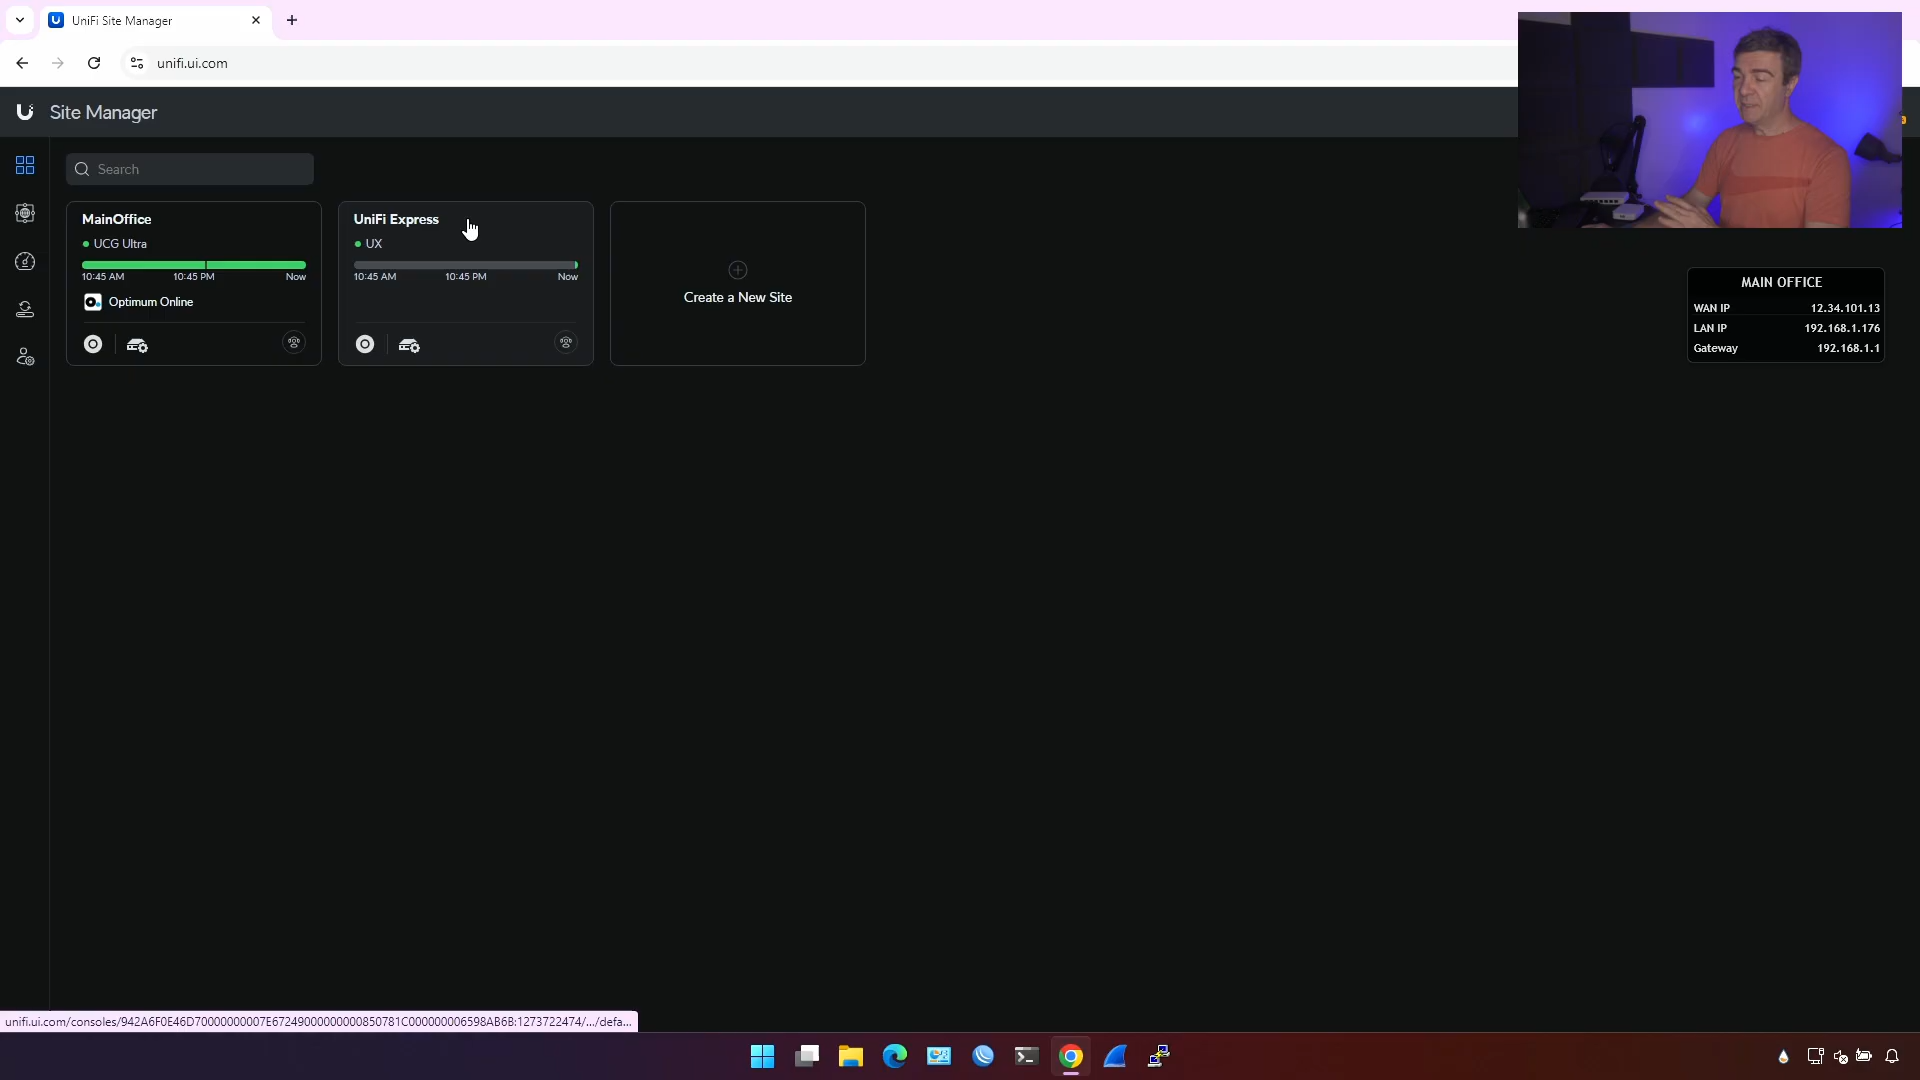 UniFi Site Manager
unifi.ui.com
Site Manager
Search
MainOffice
UCG Ultra
10:45 AM 10:45 PM Now
Optimum Online
UniFi Express
UX
10:45 AM 10:45 PM Now
Create a New Site
MAIN OFFICE
WAN IP 12.34.101.13
LAN IP 192.168.1.176
Gateway 192.168.1.1
unifi.ui.com/consoles/942A6F0E46D70000000007E67249000000000850781C000000006598AB6B:1273722474/.../defa...